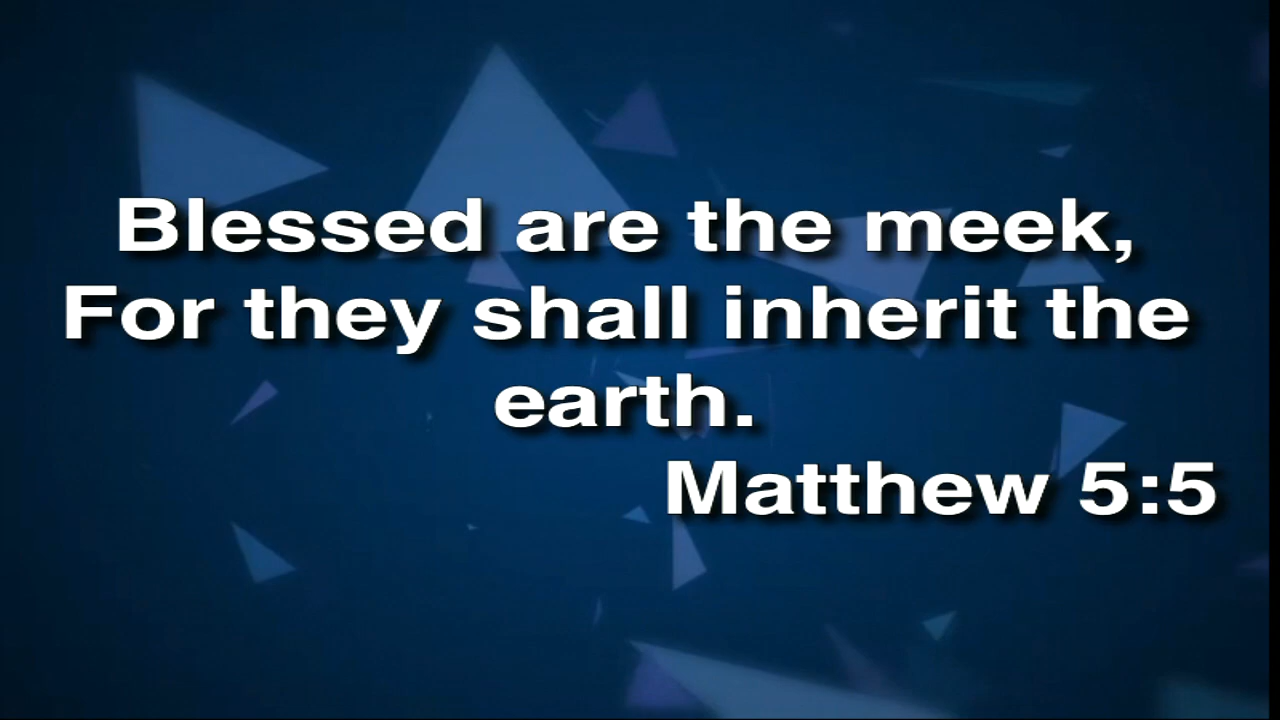 Blessed are the meek,
For they shall inherit the
earth.
Matthew 5:5